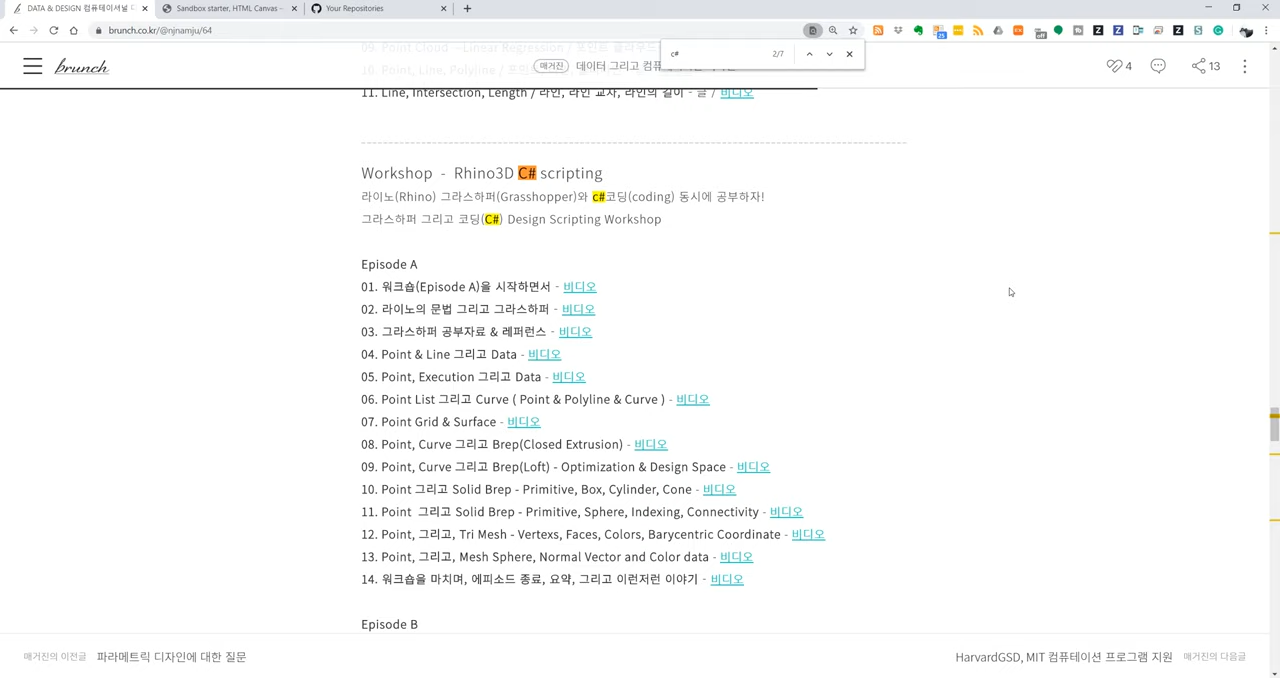 DATA & DESIGN 컴퓨테이셔널 디
Sandbox starter, HTML Canvas –
Your Repositories
brunch.co.kr/@njnamju/64
c#
2/7
brunch
매거진
4
13
09. Point Cloud
Linear Regression / 포인트 클라우드
11. Line, Intersection, Length / 라인, 라인 교차, 라인의 길이 - 글 / 비디오
Workshop - Rhino3D C# scripting
라이노(Rhino) 그라스하퍼(Grasshopper)와 c#코딩(coding) 동시에 공부하자!
그라스하퍼 그리고 코딩(C#) Design Scripting Workshop
Episode A
01. 워크숍(Episode A)을 시작하면서 - 비디오
02. 라이노의 문법 그리고 그라스하퍼 - 비디오
03. 그라스하퍼 공부자료 & 레퍼런스 - 비디오
04. Point & Line 그리고 Data - 비디오
05. Point, Execution 그리고 Data - 비디오
06. Point List 그리고 Curve ( Point & Polyline & Curve ) - 비디오
07. Point Grid & Surface - 비디오
08. Point, Curve 그리고 Brep(Closed Extrusion) - 비디오
09. Point, Curve 그리고 Brep(Loft) - Optimization & Design Space - 비디오
10. Point 그리고 Solid Brep - Primitive, Box, Cylinder, Cone - 비디오
11. Point 그리고 Solid Brep - Primitive, Sphere, Indexing, Connectivity - 비디오
12. Point, 그리고, Tri Mesh - Vertexs, Faces, Colors, Barycentric Coordinate - 비디오
13. Point, 그리고, Mesh Sphere, Normal Vector and Color data - 비디오
14. 워크숍을 마치며, 에피소드 종료, 요약, 그리고 이런저런 이야기 - 비디오
Episode B
매거진의 이전글 파라메트릭 디자인에 대한 질문
HarvardGSD, MIT 컴퓨테이션 프로그램 지원 매거진의 다음글